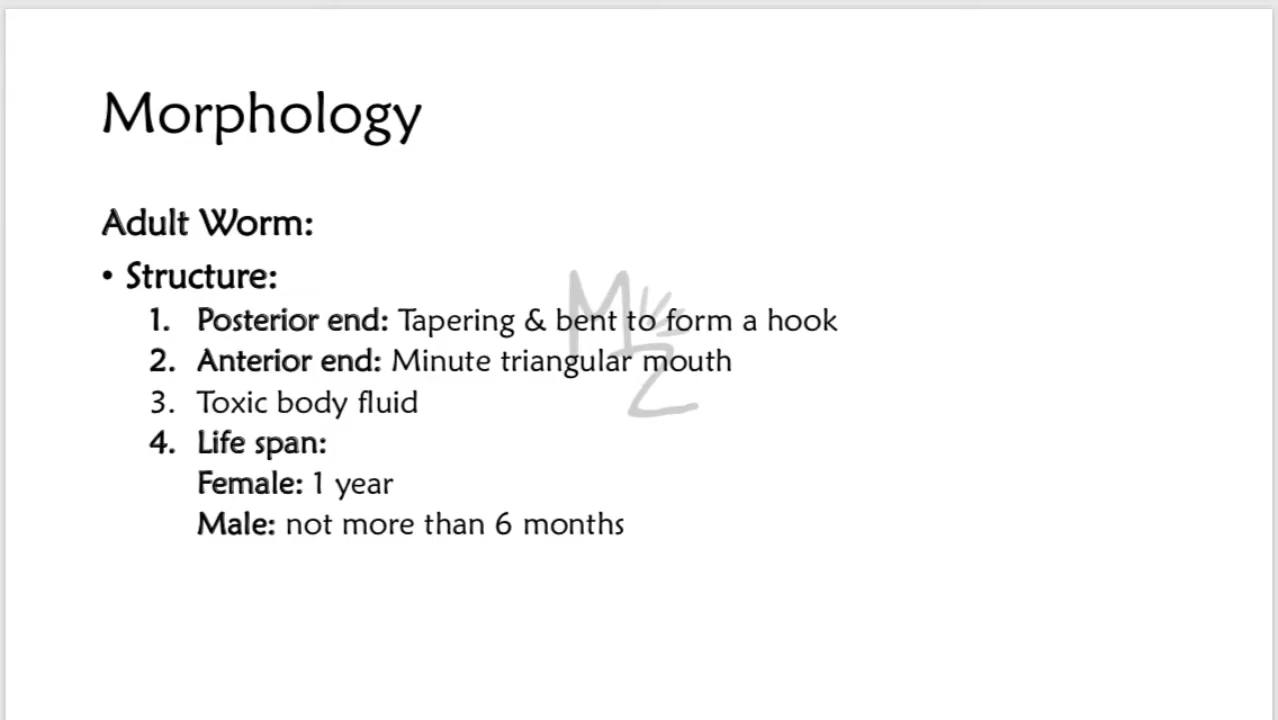 Morphology
Adult Worm:
• Structure:
1. Posterior end: Tapering & bent to form a hook
2. Anterior end: Minute triangular mouth
3. Toxic body fluid
4. Life span:
Female: 1 year
Male: not more than 6 months